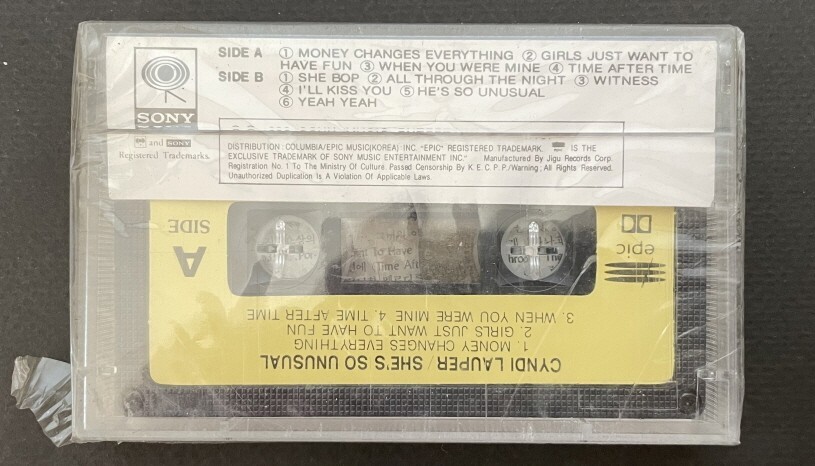 SIDE A ① MONEY CHANGES EVERYTHING ② GIRLS JUST WANT TO
HAVE FUN ③ WHEN YOU WERE MINE ④ TIME AFTER TIME
SIDE B ① SHE BOP ② ALL THROUGH THE NIGHT ③ WITNESS
④ I'LL KISS YOU ⑤ HE'S SO UNUSUAL
⑥ YEAH YEAH
SONY
and SONY
Registered Trademarks.
DISTRIBUTION: COLUMBIA/EPIC MUSIC(KOREA) INC. "EPIC" REGISTERED TRADEMARK. IS THE
EXCLUSIVE TRADEMARK OF SONY MUSIC ENTERTAINMENT INC." Manufactured By Jigu Records Corp.
Registration No. 1 To The Ministry Of Culture. Passed Censorship By K.E.C.P.P./Warning: All Rights Reserved.
Unauthorized Duplication Is A Violation Of Applicable Laws.
CYNDI LAUPER / SHE'S SO UNUSUAL
1. MONEY CHANGES EVERYTHING
2. GIRLS JUST WANT TO HAVE FUN
3. WHEN YOU WERE MINE 4. TIME AFTER TIME
SIDE
A
epic
To Have
Time Aft